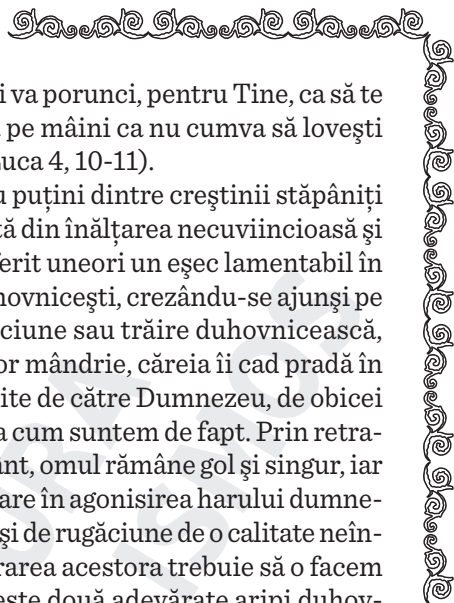 i va porunci, pentru Tine, ca să te
pe mâini ca nu cumva să loveşti
uca 4, 10-11).
u puţini dintre creştinii stăpâniţi
tă din înălţarea necuviincioasă şi
ferit uneori un eşec lamentabil în
hovniceşti, crezându-se ajunşi pe
ciune sau trăire duhovnicească,
or mândrie, căreia îi cad pradă în
ite de către Dumnezeu, de obicei
a cum suntem de fapt. Prin retra-
ânt, omul rămâne gol şi singur, iar
are în agonisirea harului dumne-
şi de rugăciune de o calitate neîn-
rarea acestora trebuie să o facem
este două adevărate aripi duhov-